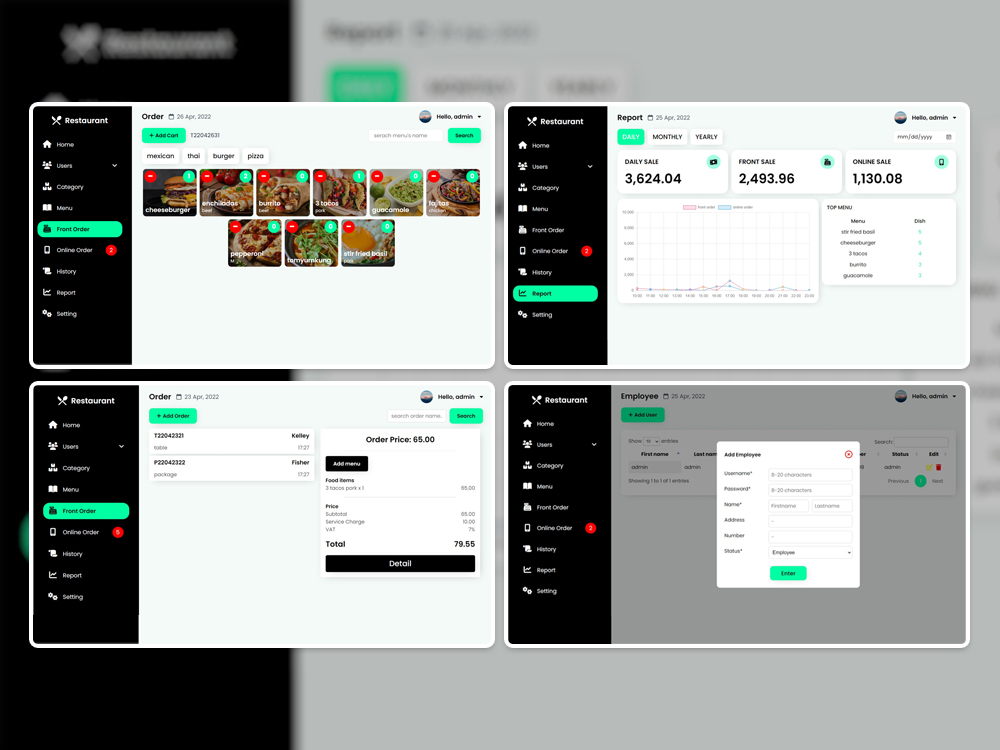 Restaurant
Report
DAILY
MONTHLY
YEARLY
Restaurant
Home
Users
Category
Menu
Front Order
Online Order 2
History
Report
Setting
Order 26 Apr, 2022
Hello, admin
+ Add Cart T22042631
serach menu's name
Search
mexican thai burger pizza
1 2 0 1 0 0
cheeseburger
enchiladas
beef
burrito
beef
3 tacos
pork
guacamole
fajitas
chicken
0 0 0
pepperoni
M
tomyumkung
stir fried basil
pork
Restaurant
Home
Users
Category
Menu
Front Order
Online Order 2
History
Report
Setting
Report 25 Apr, 2022
Hello, admin
DAILY MONTHLY YEARLY
mm/dd/yyyy
DAILY SALE
3,624.04
FRONT SALE
2,493.96
ONLINE SALE
1,130.08
front order online order
10,000
8,000
6,000
4,000
2,000
0
10:00 11:00 12:00 13:00 14:00 15:00 16:00 17:00 18:00 19:00 20:00 21:00 22:00 23:00
TOP MENU
Menu Dish
stir fried basil 5
cheeseburger 5
3 tacos 4
burrito 3
guacamole 3
Restaurant
Home
Users
Category
Menu
Front Order
Online Order 5
History
Report
Setting
Order 23 Apr, 2022
Hello, admin
+ Add Order
search order name.
Search
T22042321 Kelley
table 17:27
P22042322 Fisher
package 17:27
Order Price: 65.00
Add menu
Food items
3 tacos pork x 1 65.00
Price
Subtotal 65.00
Service Charge 10.00
VAT 7%
Total 79.55
Detail
Restaurant
Home
Users
Category
Menu
Front Order
Online Order 2
History
Report
Setting
Employee 25 Apr, 2022
Hello, admin
+ Add User
Show 10 entries
Search:
First name Last nam Status Edit
admin admin admin
Showing 1 to 1 of 1 entries
Previous 1 Next
Add Employee
Username* 8-20 characters
Password* 8-20 characters.
Name* Firstname Lastname
Address -
Number -
Status* Employee
Enter